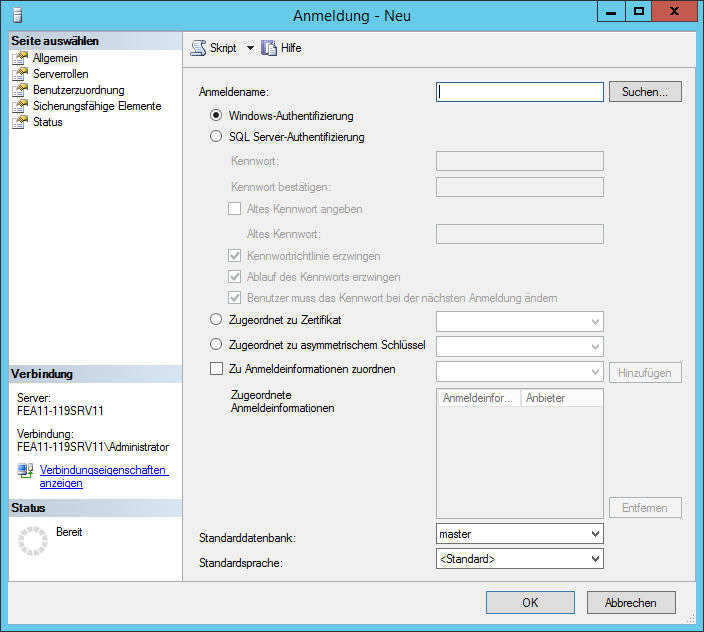 Anmeldung - Neu
Seite auswählen
Allgemein
Serverrollen
Benutzerzuordnung
Sicherungsfähige Elemente
Status
Skript
Hilfe
Anmeldename:
Suchen...
Windows-Authentifizierung
SQL Server-Authentifizierung
Kennwort:
Kennwort bestätigen:
Altes Kennwort angeben
Altes Kennwort:
Kennwortrichtlinie erzwingen
Ablauf des Kennworts erzwingen
Benutzer muss das Kennwort bei der nächsten Anmeldung ändern
Zugeordnet zu Zertifikat
Zugeordnet zu asymmetrischem Schlüssel
Zu Anmeldeinformationen zuordnen
Hinzufügen
Zugeordnete
Anmeldeinformationen
Anmeldeinfor... Anbieter
Entfernen
Standarddatenbank:
master
Standardsprache:
<Standard>
Verbindung
Server:
FEA11-119SRV11
Verbindung:
FEA11-119SRV11\Administrator
Verbindungseigenschaften
anzeigen
Status
Bereit
OK
Abbrechen